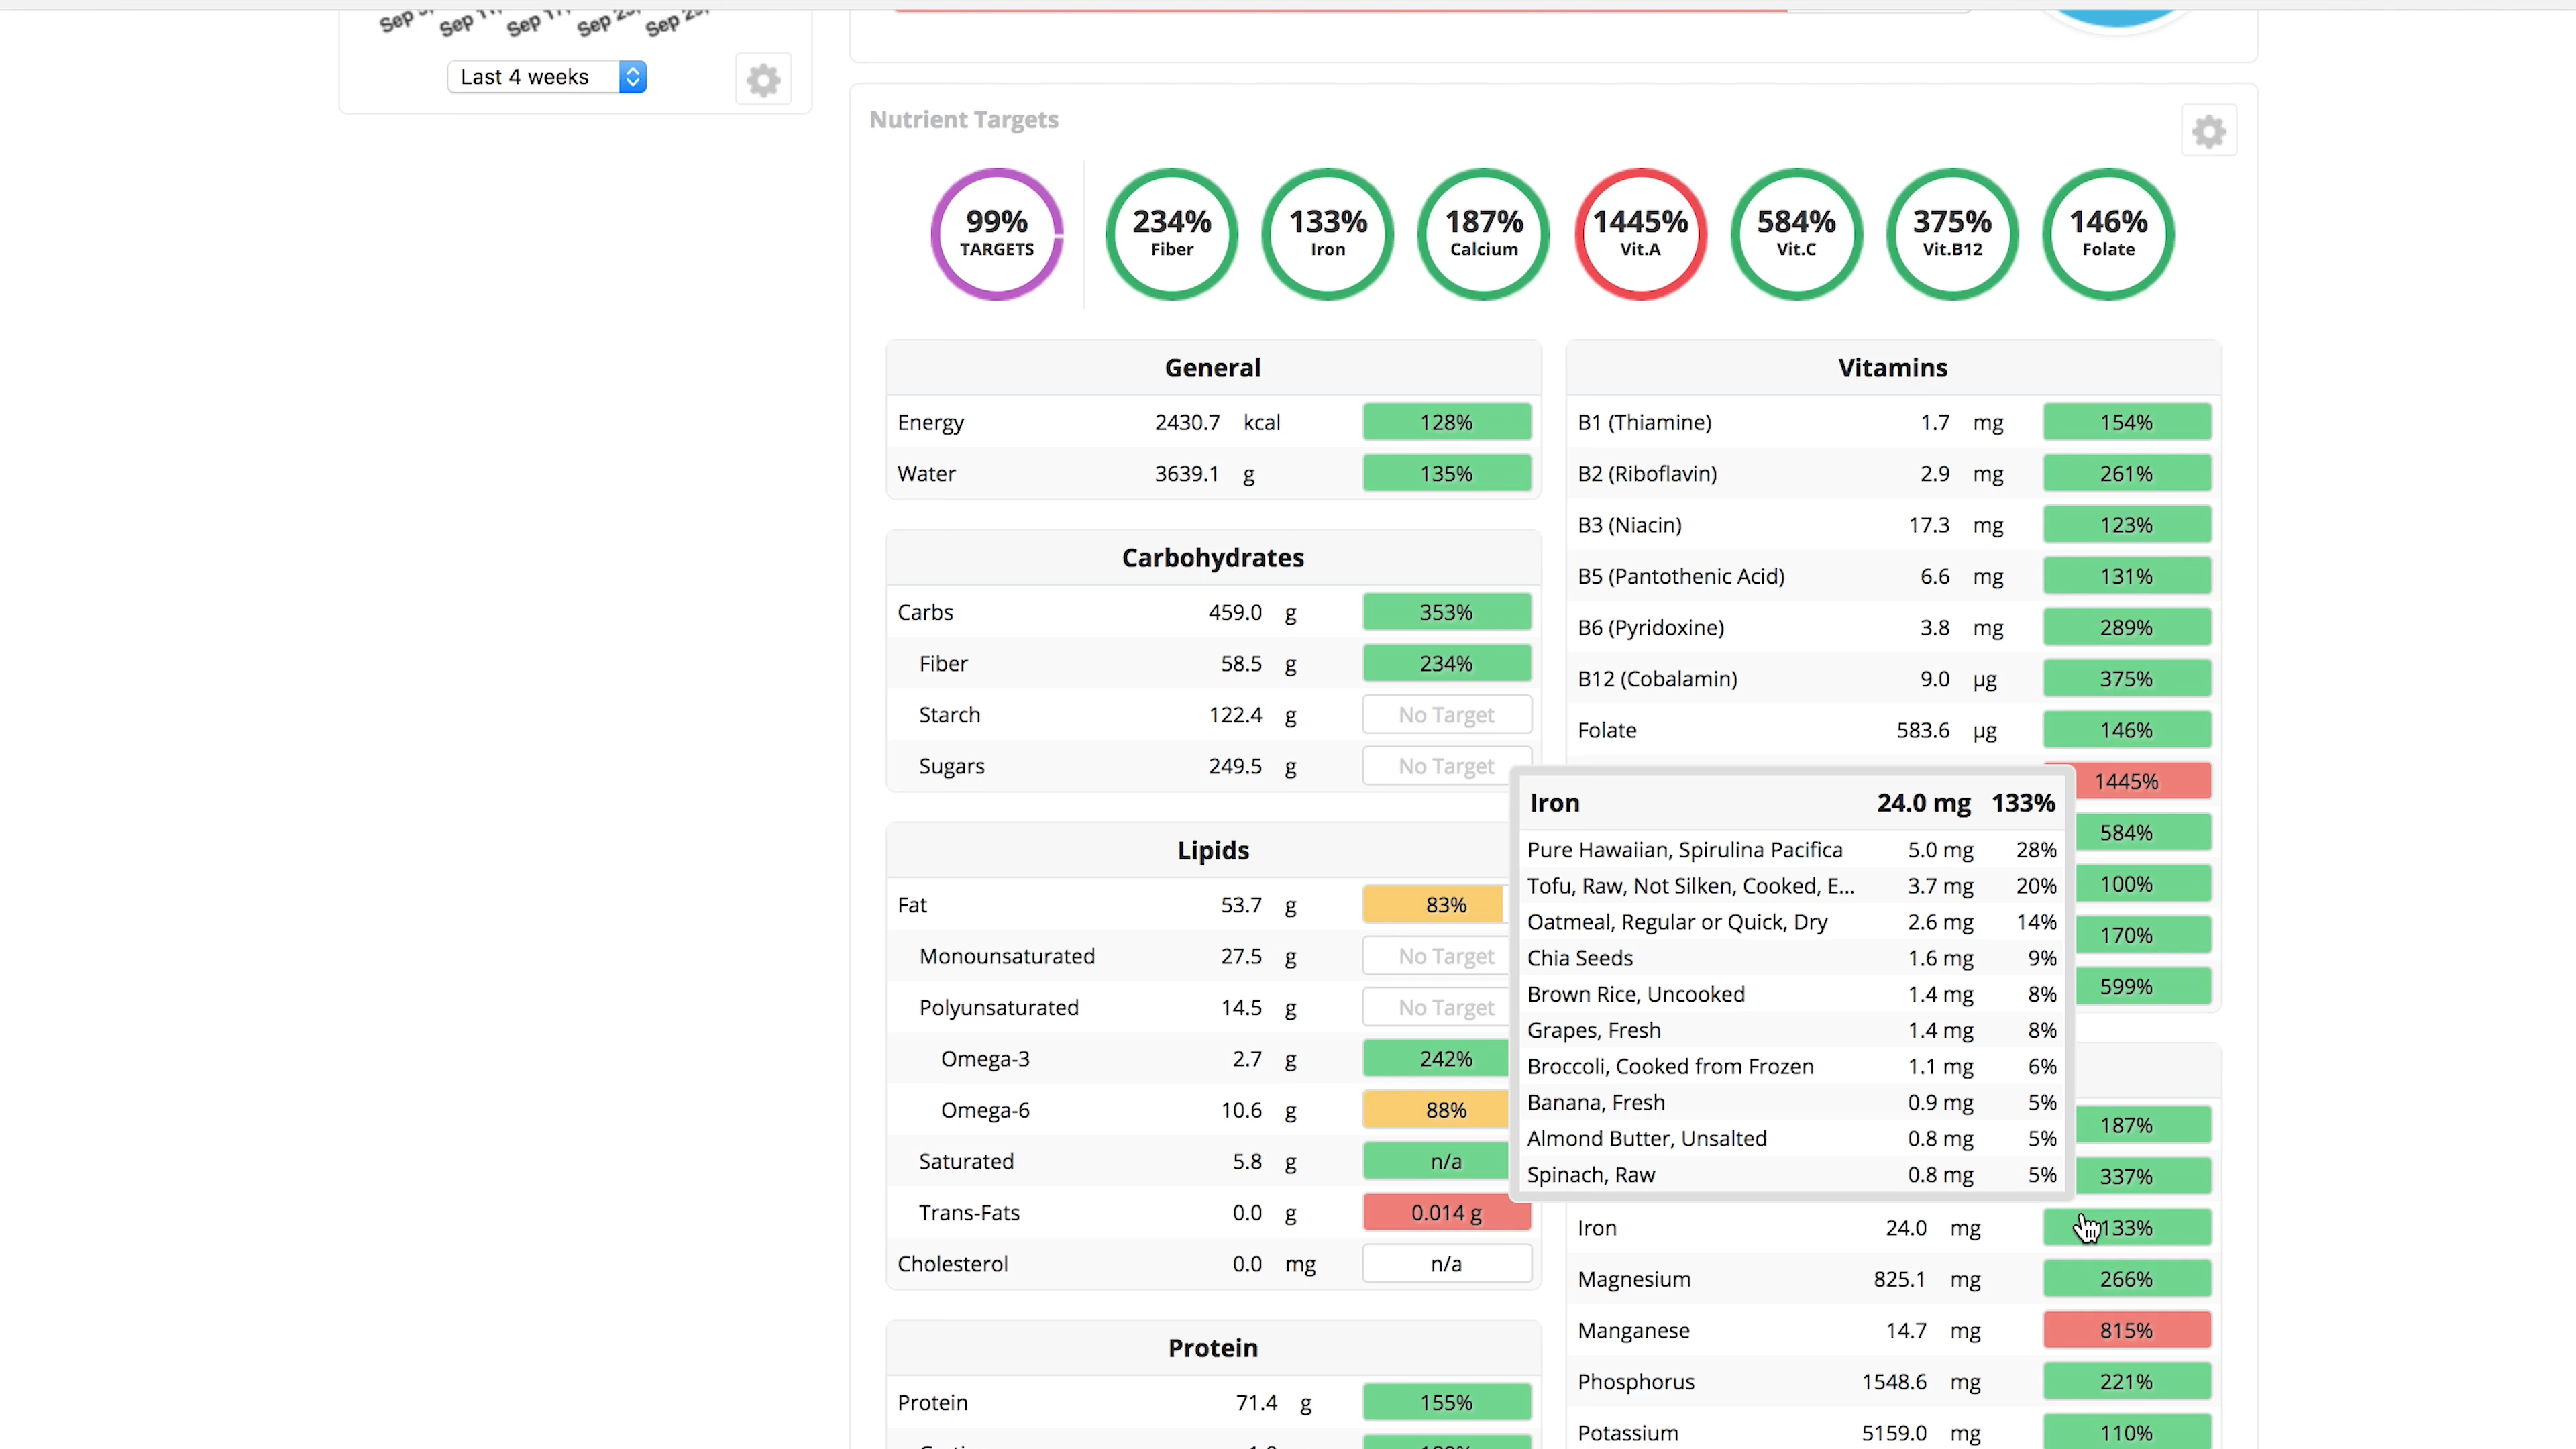 Last 4 weeks
Nutrient Targets
99% TARGETS
234% Fiber
133% Iron
187% Calcium
1445% Vit.A
584% Vit.C
375% Vit.B12
146% Folate
General
Energy 2430.7 kcal 128%
Water 3639.1 g 135%
Carbohydrates
Carbs 459.0 g 353%
Fiber 58.5 g 234%
Starch 122.4 g No Target
Sugars 249.5 g No Target
Lipids
Fat 53.7 g 83%
Monounsaturated 27.5 g No Target
Polyunsaturated 14.5 g No Target
Omega-3 2.7 g 242%
Omega-6 10.6 g 88%
Saturated 5.8 g n/a
Trans-Fats 0.0 g 0.014 g
Cholesterol 0.0 mg n/a
Protein
Protein 71.4 g 155%
Vitamins
B1 (Thiamine) 1.7 mg 154%
B2 (Riboflavin) 2.9 mg 261%
B3 (Niacin) 17.3 mg 123%
B5 (Pantothenic Acid) 6.6 mg 131%
B6 (Pyridoxine) 3.8 mg 289%
B12 (Cobalamin) 9.0 µg 375%
Folate 583.6 µg 146%
1445%
584%
100%
170%
599%
Iron 24.0 mg 133%
Pure Hawaiian, Spirulina Pacifica 5.0 mg 28%
Tofu, Raw, Not Silken, Cooked, E... 3.7 mg 20%
Oatmeal, Regular or Quick, Dry 2.6 mg 14%
Chia Seeds 1.6 mg 9%
Brown Rice, Uncooked 1.4 mg 8%
Grapes, Fresh 1.4 mg 8%
Broccoli, Cooked from Frozen 1.1 mg 6%
Banana, Fresh 0.9 mg 5%
Almond Butter, Unsalted 0.8 mg 5%
Spinach, Raw 0.8 mg 5%
187%
337%
Iron 24.0 mg 133%
Magnesium 825.1 mg 266%
Manganese 14.7 mg 815%
Phosphorus 1548.6 mg 221%
Potassium 5159.0 mg 110%